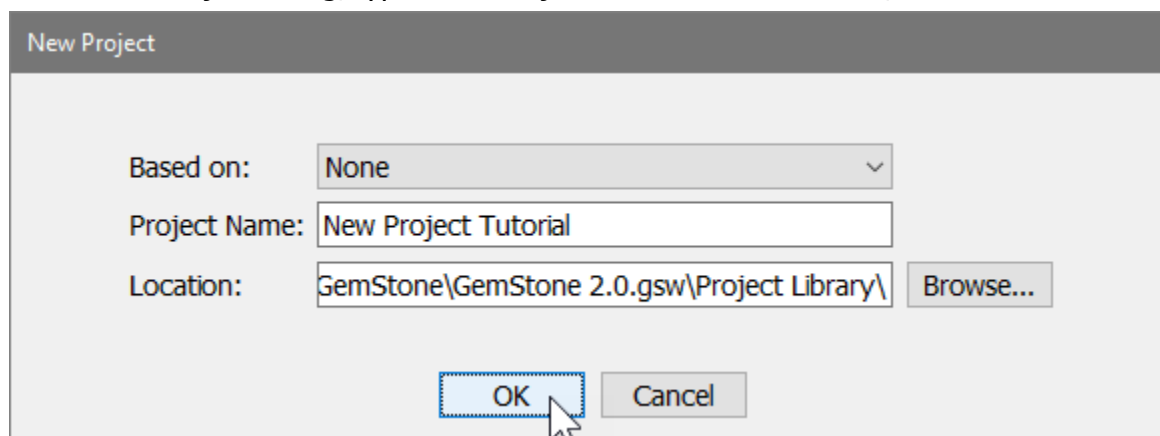 New Project
Based on: None
Project Name: New Project Tutorial
Location: GemStone\GemStone 2.0.gsw\Project Library\ Browse...
OK Cancel